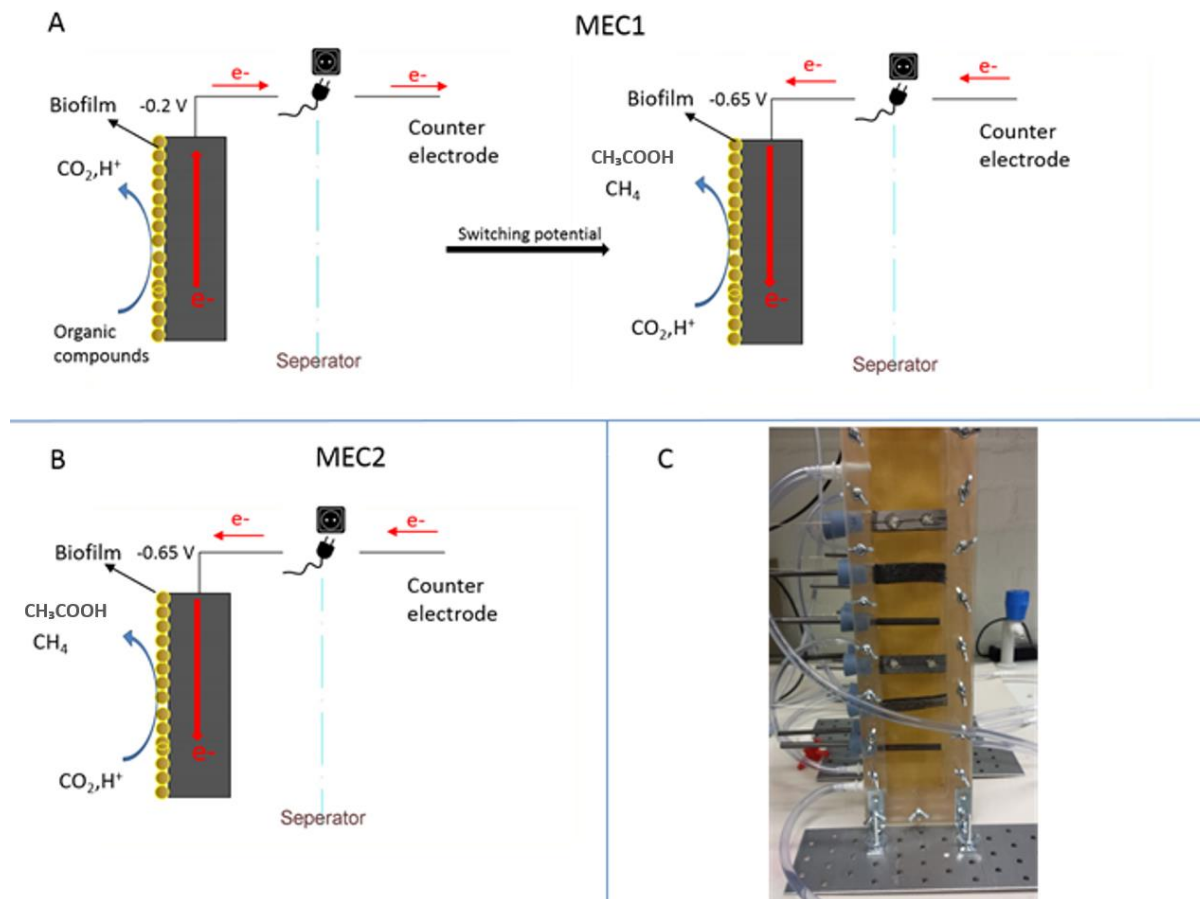 A
MEC1
e-
e-
Biofilm
-0.2 V
CO₂,H⁺
Counter
electrode
e-
Organic
compounds
Seperator
Switching potential
e-
e-
Biofilm
-0.65 V
CH₃COOH
CH₄
Counter
electrode
e-
CO₂,H⁺
Seperator
B
MEC2
e-
e-
Biofilm
-0.65 V
CH₃COOH
CH₄
Counter
electrode
e-
CO₂,H⁺
Seperator
C